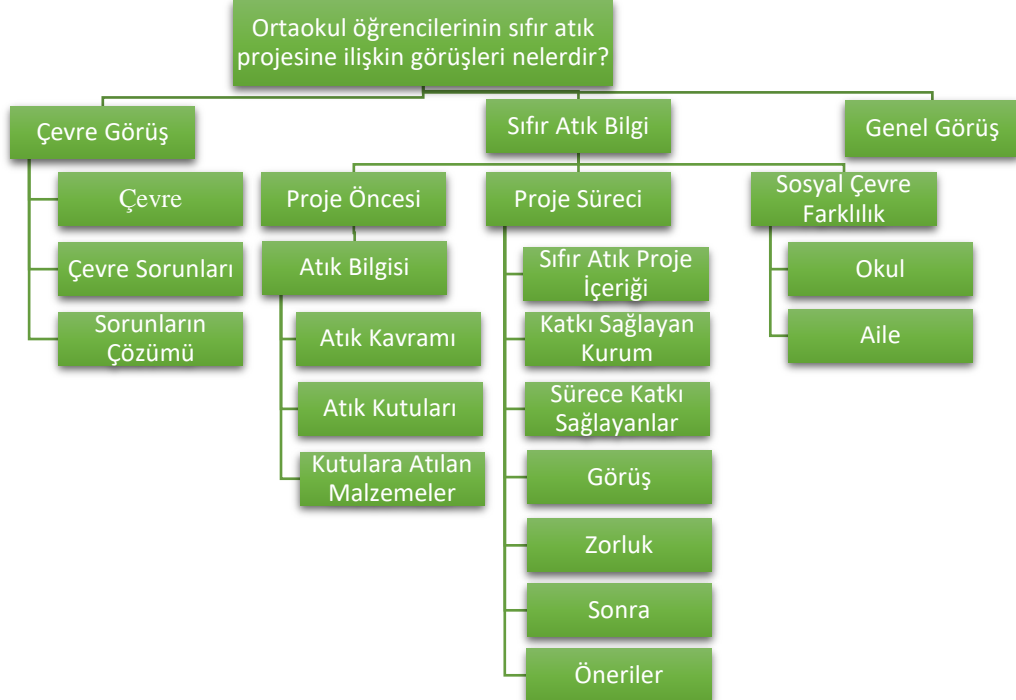 Ortaokul öğrencilerinin sıfır atık
projesine ilişkin görüşleri nelerdir?
Çevre Görüş
Çevre
Çevre Sorunları
Sorunların
Çözümü
Sıfır Atık Bilgi
Proje Öncesi
Atık Bilgisi
Atık Kavramı
Atık Kutuları
Kutulara Atılan
Malzemeler
Proje Süreci
Sıfır Atık Proje
İçeriği
Katkı Sağlayan
Kurum
Sürece Katkı
Sağlayanlar
Görüş
Zorluk
Sonra
Öneriler
Sosyal Çevre
Farklılık
Okul
Aile
Genel Görüş